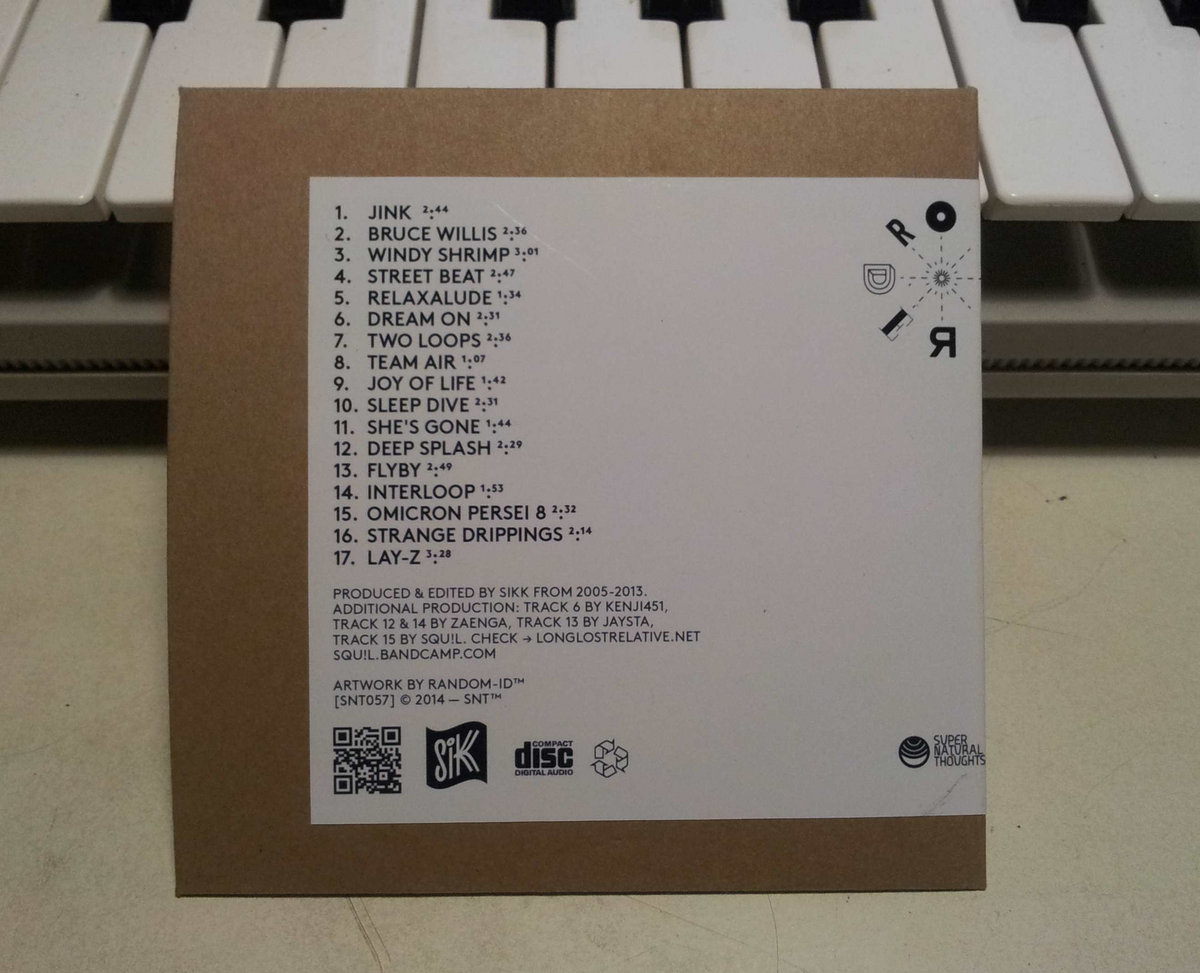 1. JINK 2:44
2. BRUCE WILLIS 2:36
3. WINDY SHRIMP 3:01
4. STREET BEAT 2:47
5. RELAXALUDE 1:34
6. DREAM ON 2:31
7. TWO LOOPS 2:36
8. TEAM AIR 1:07
9. JOY OF LIFE 1:42
10. SLEEP DIVE 2:31
11. SHE'S GONE 1:44
12. DEEP SPLASH 2:29
13. FLYBY 2:49
14. INTERLOOP 1:53
15. OMICRON PERSEI 8 2:32
16. STRANGE DRIPPINGS 2:14
17. LAY-Z 3:28
PRODUCED & EDITED BY SIKK FROM 2005-2013.
ADDITIONAL PRODUCTION: TRACK 6 BY KENJI451,
TRACK 12 & 14 BY ZAENGA, TRACK 13 BY JAYSTA,
TRACK 15 BY SQU!L. CHECK → LONGLOSTRELATIVE.NET
SQU!L.BANDCAMP.COM
ARTWORK BY RANDOM-ID™
[SNT057] © 2014 — SNT™
SIKK
COMPACT
disc
DIGITAL AUDIO
SUPER
NATURAL
THOUGHTS